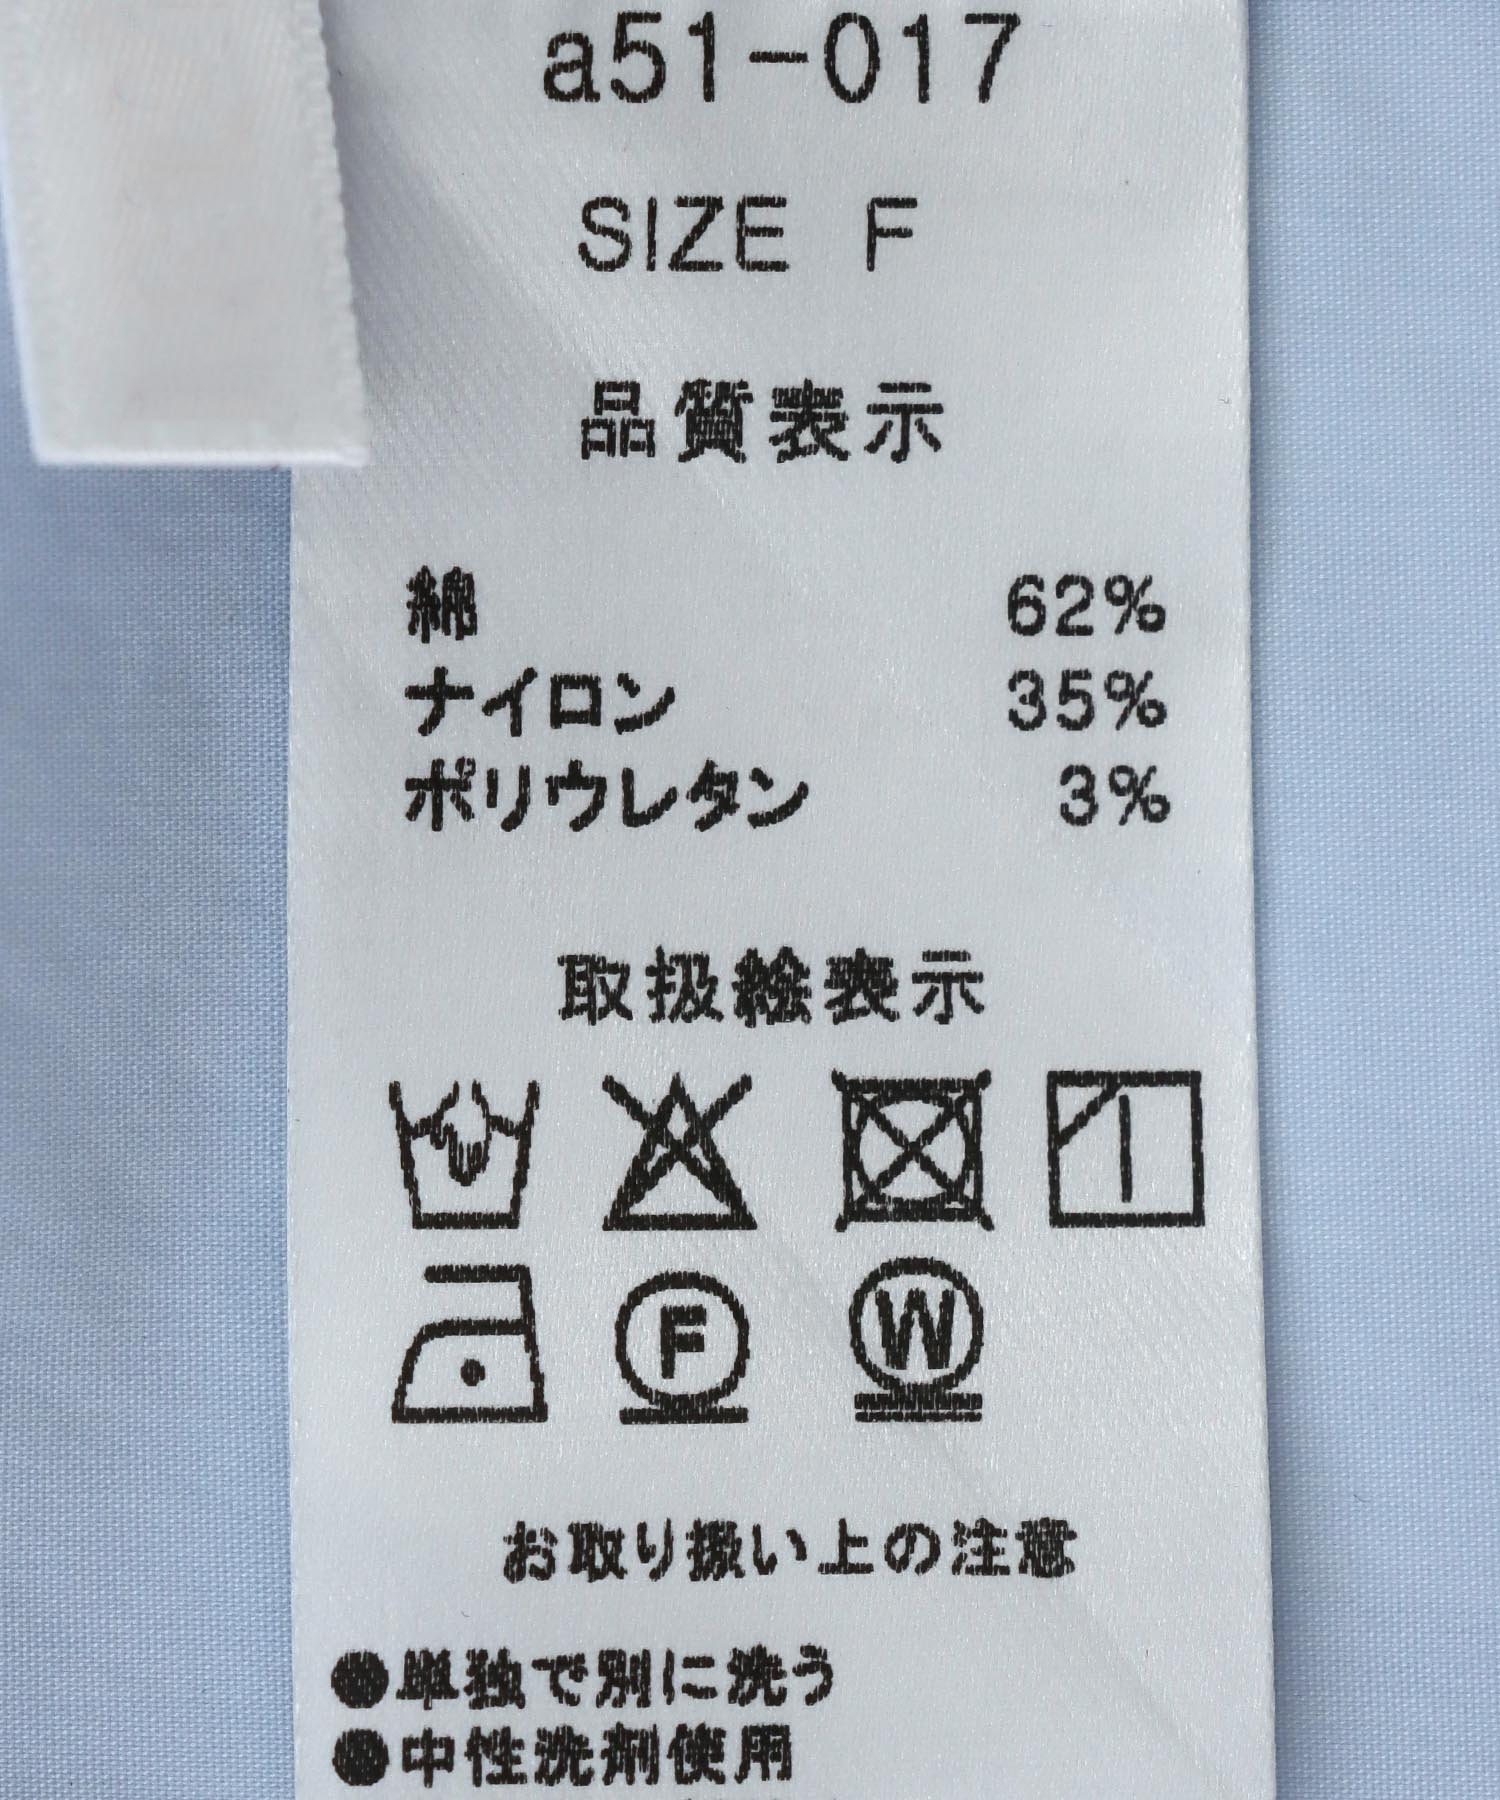 a51-017
SIZE F
品質表示
綿 62%
ナイロン 35%
ポリウレタン 3%
取扱絵表示
F W
お取り扱い上の注意
●単独で別に洗う
●中性洗剤使用